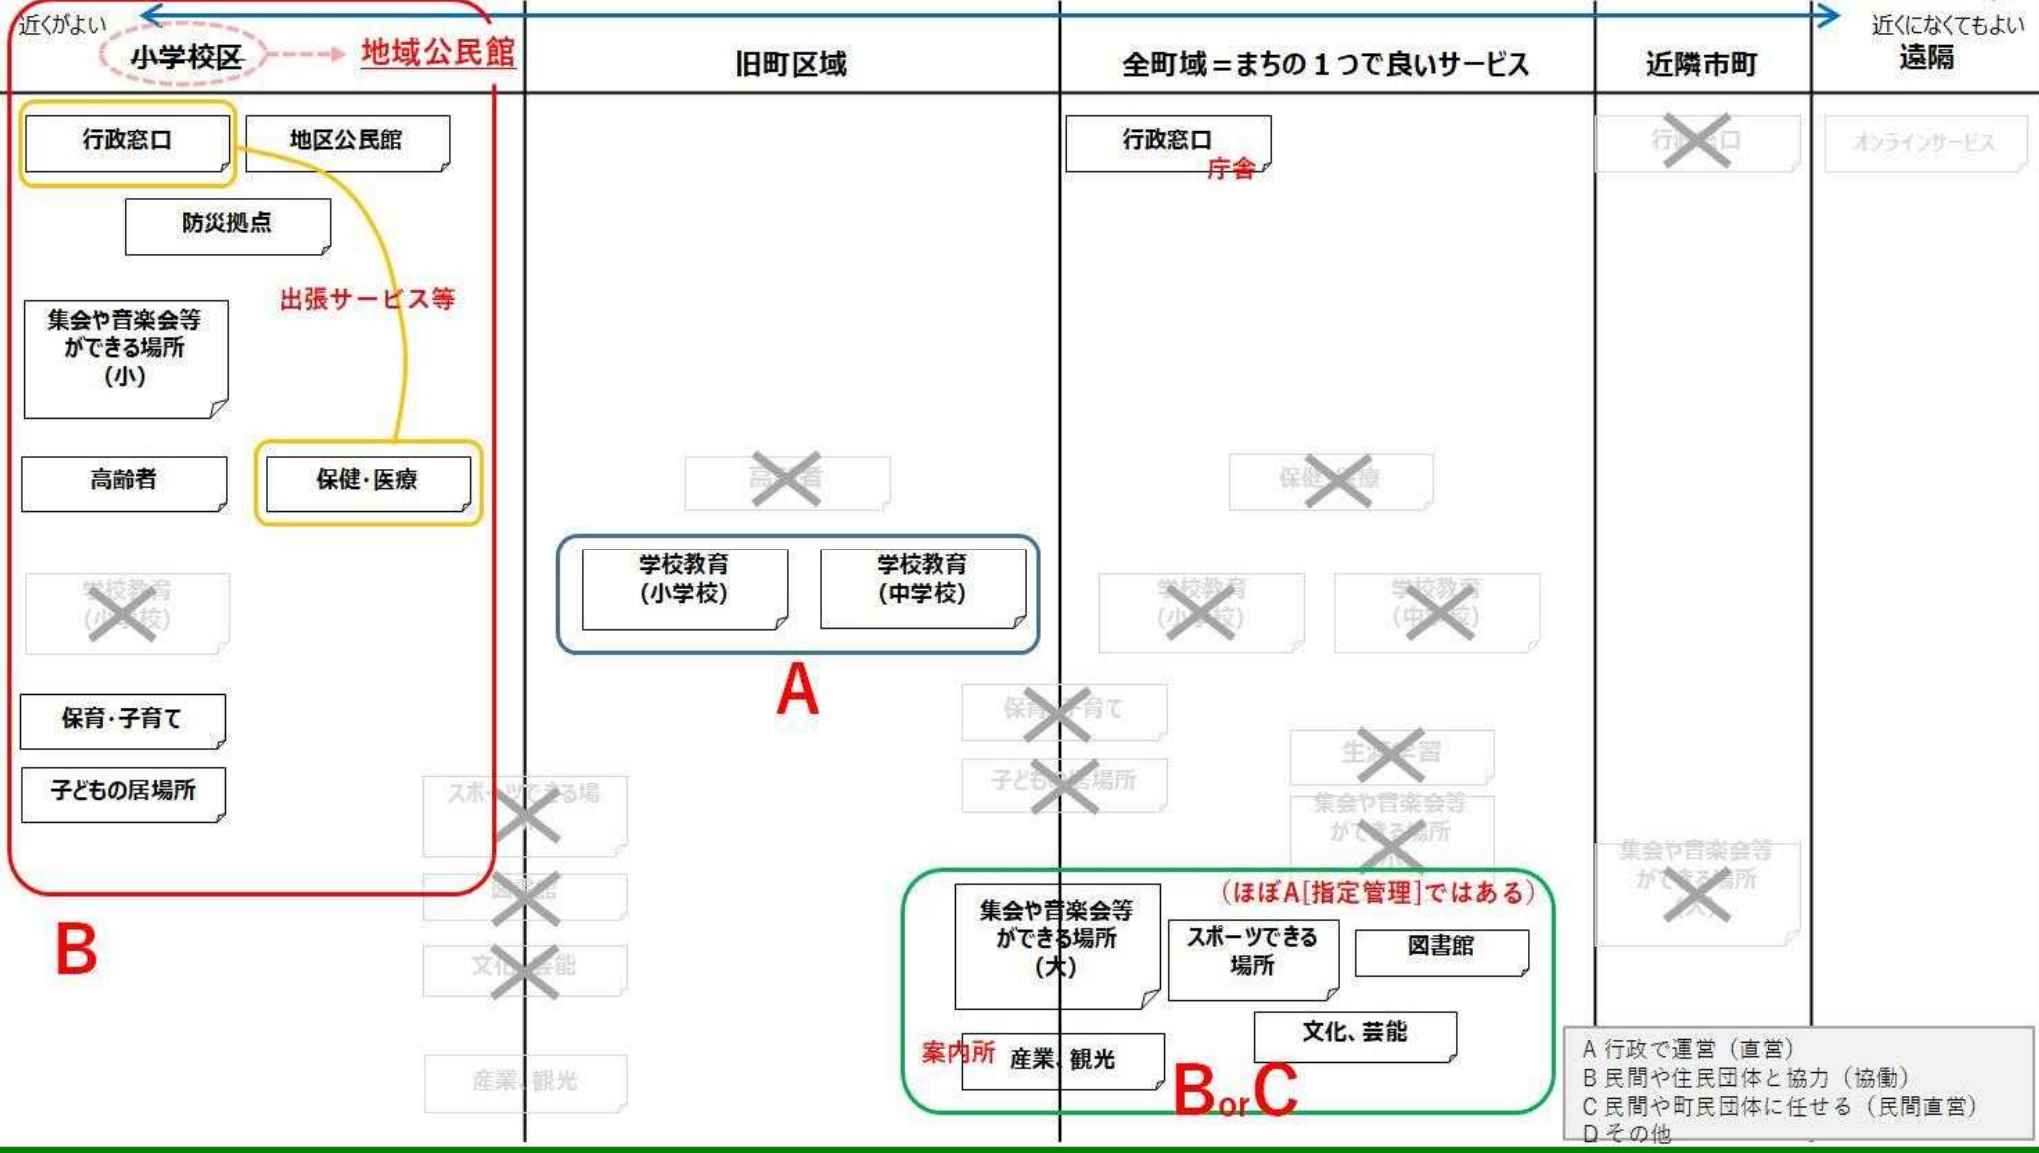 近くがよい
近くになくてもよい
小学校区
地域公民館
旧町区域
全町域=まちの1つで良いサービス
近隣市町
遠隔
行政窓口
地区公民館
行政窓口
庁舎
オンラインサービス
防災拠点
出張サービス等
集会や音楽会等
ができる場所
(小)
高齢者
保健・医療
学校教育
(小学校)
学校教育
(中学校)
A
保育・子育て
子どもの居場所
B
(ほぼA[指定管理]ではある)
集会や音楽会等
ができる場所
(大)
スポーツできる
場所
図書館
文化、芸能
案内所
産業、観光
BorC
産業、観光
A 行政で運営(直営)
B 民間や住民団体と協力(協働)
C 民間や町民団体に任せる(民間直営)
D その他